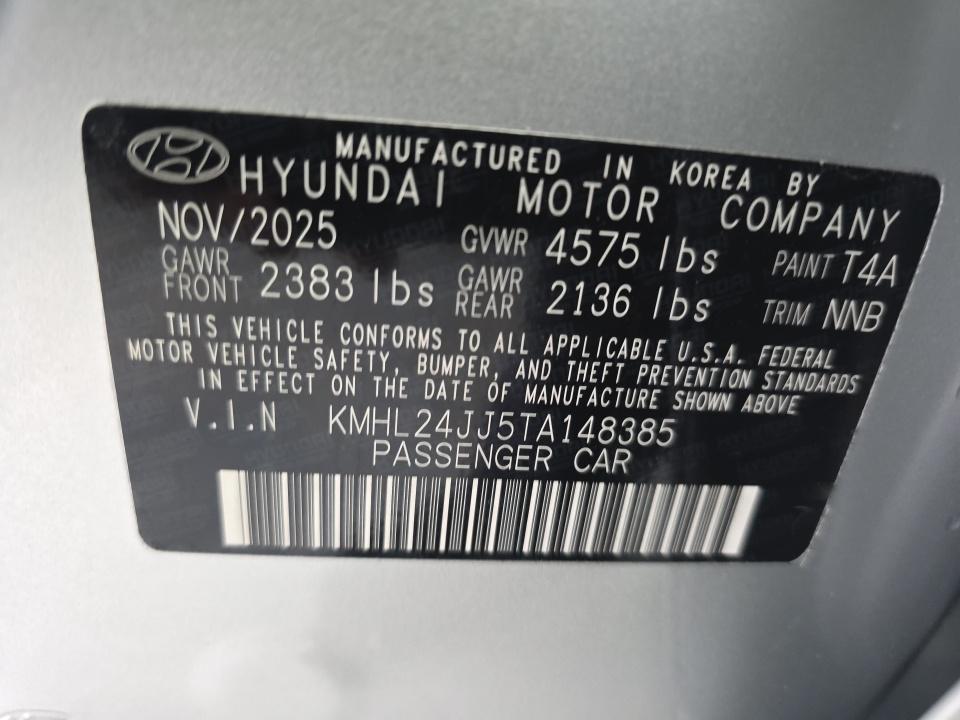 MANUFACTURED IN KOREA BY
HYUNDAI MOTOR COMPANY
NOV/2025 GVWR 4575 lbs PAINT T4A
GAWR FRONT 2383 lbs GAWR REAR 2136 lbs TRIM NNB
THIS VEHICLE CONFORMS TO ALL APPLICABLE U.S.A. FEDERAL
MOTOR VEHICLE SAFETY, BUMPER, AND THEFT PREVENTION STANDARDS
IN EFFECT ON THE DATE OF MANUFACTURE SHOWN ABOVE
V.I.N KMHL24JJ5TA148385
PASSENGER CAR